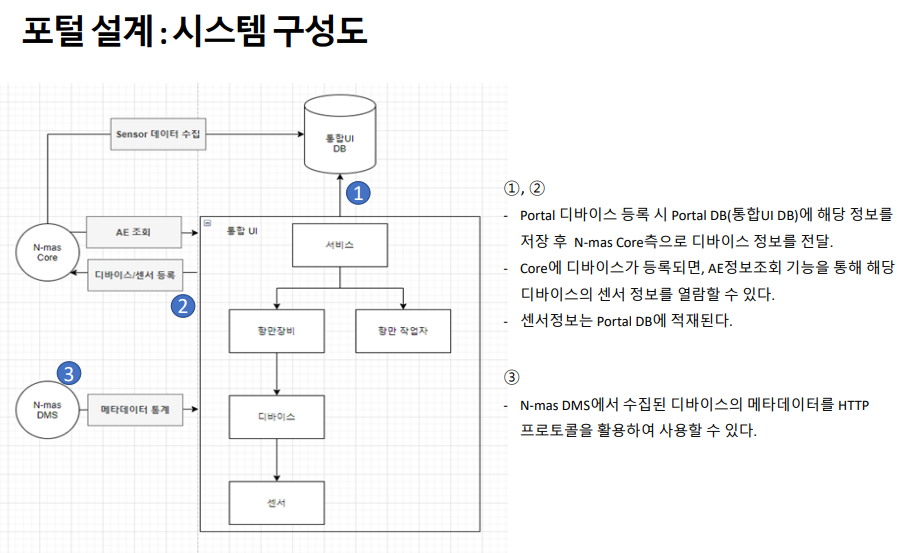 포털 설계 : 시스템 구성도
Sensor 데이터 수집
통합UI
DB
①
N-mas
Core
AE 조회
디바이스/센서 등록
②
통합 UI
서비스
항만장비
항만 작업자
디바이스
센서
③
N-mas
DMS
메타데이터 통계
①, ②
- Portal 디바이스 등록 시 Portal DB(통합UI DB)에 해당 정보를
저장 후 N-mas Core측으로 디바이스 정보를 전달.
- Core에 디바이스가 등록되면, AE정보조회 기능을 통해 해당
디바이스의 센서 정보를 열람할 수 있다.
- 센서정보는 Portal DB에 적재된다.
③
- N-mas DMS에서 수집된 디바이스의 메타데이터를 HTTP
프로토콜을 활용하여 사용할 수 있다.